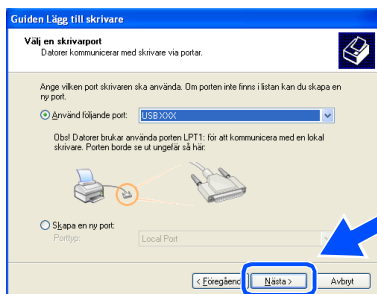 Guiden Lägg till skrivare
Välj en skrivarport
Datorer kommunicerar med skrivare via portar.
Ange vilken port skrivaren ska använda. Om porten inte finns i listan kan du skapa en
ny port.
Använd följande port: USBXXX
Obs! Datorer brukar använda porten LPT1: för att kommunicera med en lokal
skrivare. Porten borde se ut ungefär så här:
Skapa en ny port:
Porttyp: Local Port
< Föregående Nästa > Avbryt